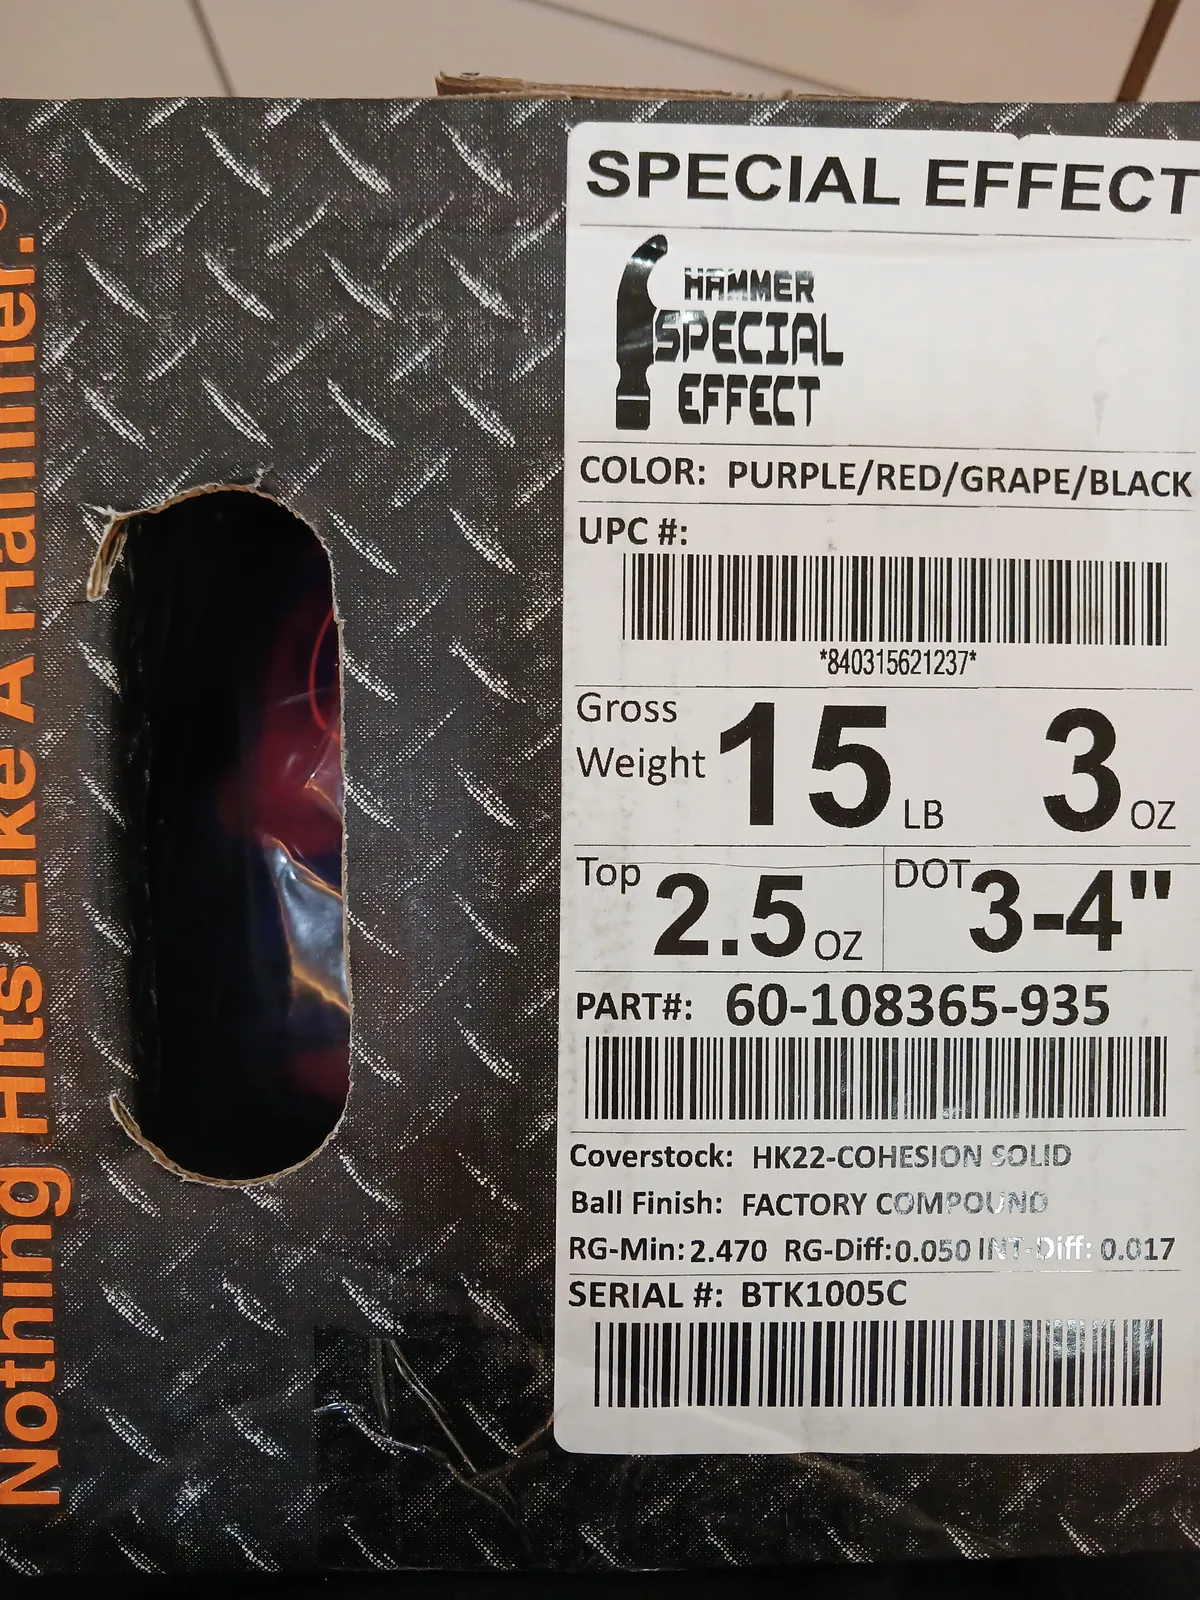 Nothing Hits Like A Hammer.®
SPECIAL EFFECT
HAMMER
SPECIAL
EFFECT
COLOR: PURPLE/RED/GRAPE/BLACK
UPC #:
*840315621237*
Gross Weight 15 LB 3 OZ
Top 2.5 OZ DOT 3-4"
PART#: 60-108365-935
Coverstock: HK22-COHESION SOLID
Ball Finish: FACTORY COMPOUND
RG-Min: 2.470 RG-Diff: 0.050 INT-Diff: 0.017
SERIAL #: BTK1005C